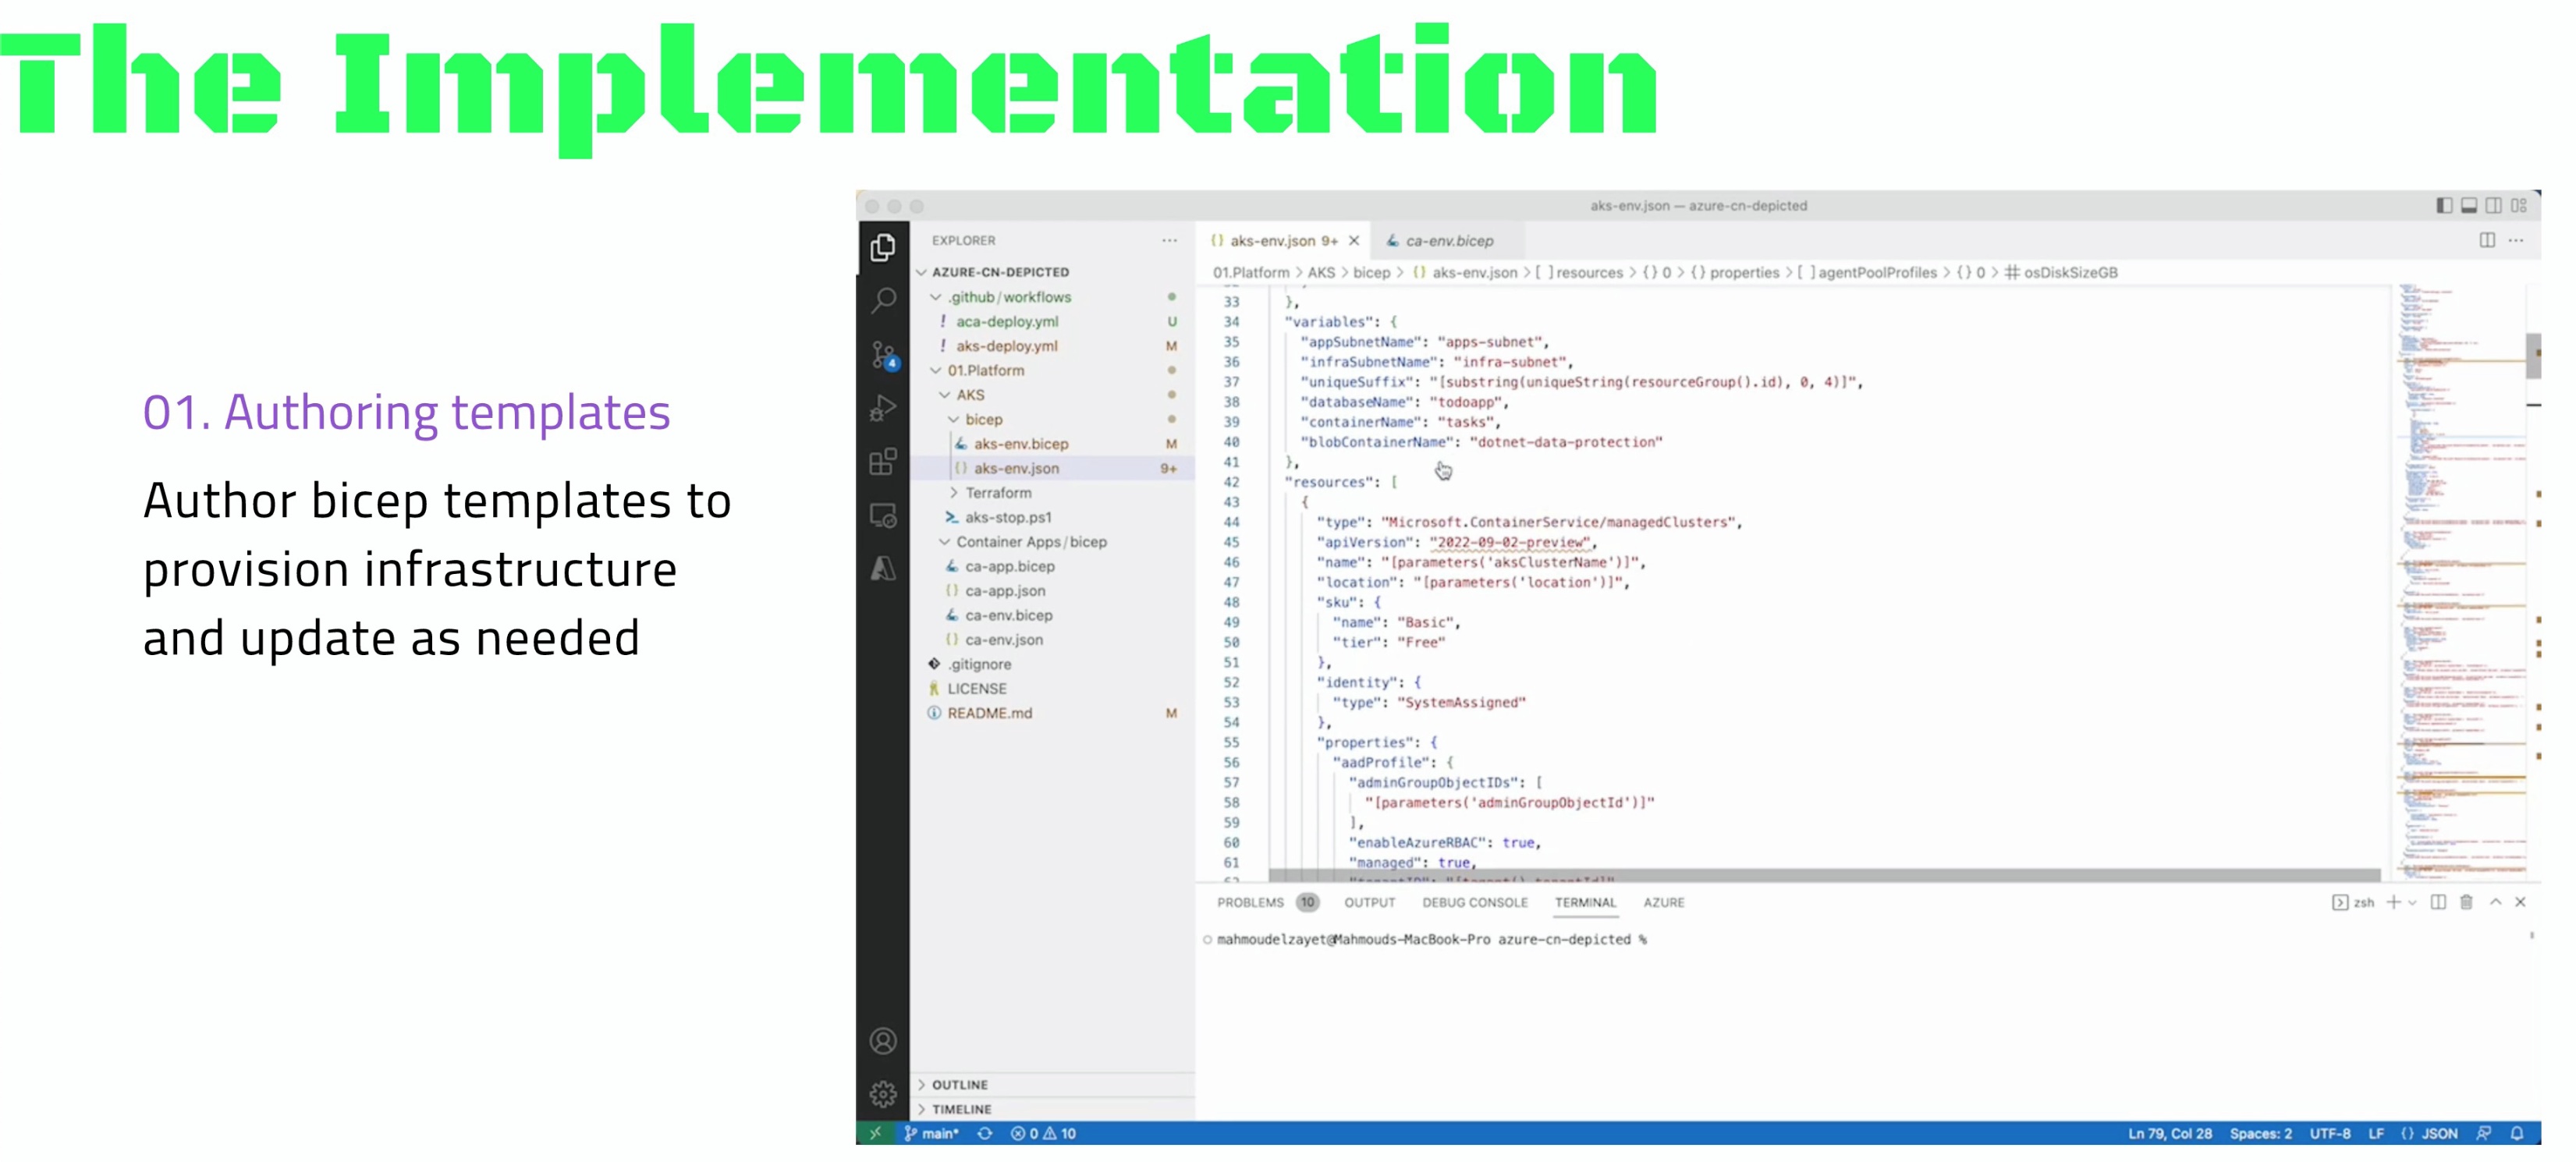 The Implementation
01. Authoring templates
Author bicep templates to
provision infrastructure
and update as needed
aks-env.json — azure-cn-depicted
EXPLORER
AZURE-CN-DEPICTED
.github/workflows
aca-deploy.yml U
aks-deploy.yml M
01.Platform
AKS
bicep
aks-env.bicep M
aks-env.json 9+
Terraform
aks-stop.ps1
Container Apps/bicep
ca-app.bicep
ca-app.json
ca-env.bicep
ca-env.json
.gitignore
LICENSE
README.md M
OUTLINE
TIMELINE
4
aks-env.json 9+ ca-env.bicep
01.Platform > AKS > bicep > {} aks-env.json > [ ] resources > {} 0 > {} properties > [ ] agentPoolProfiles > {} 0 > # osDiskSizeGB
33 },
34 "variables": {
35 "appSubnetName": "apps-subnet",
36 "infraSubnetName": "infra-subnet",
37 "uniqueSuffix": "[substring(uniqueString(resourceGroup().id), 0, 4)]",
38 "databaseName": "todoapp",
39 "containerName": "tasks",
40 "blobContainerName": "dotnet-data-protection"
41 },
42 "resources": [
43 {
44 "type": "Microsoft.ContainerService/managedClusters",
45 "apiVersion": "2022-09-02-preview",
46 "name": "[parameters('aksClusterName')]",
47 "location": "[parameters('location')]",
48 "sku": {
49 "name": "Basic",
50 "tier": "Free"
51 },
52 "identity": {
53 "type": "SystemAssigned"
54 },
55 "properties": {
56 "aadProfile": {
57 "adminGroupObjectIDs": [
58 "[parameters('adminGroupObjectId')]"
59 ],
60 "enableAzureRBAC": true,
61 "managed": true,
PROBLEMS 10 OUTPUT DEBUG CONSOLE TERMINAL AZURE zsh
mahmoudelzayet@Mahmouds-MacBook-Pro azure-cn-depicted %
main* 0 10 Ln 79, Col 28 Spaces: 2 UTF-8 LF {} JSON